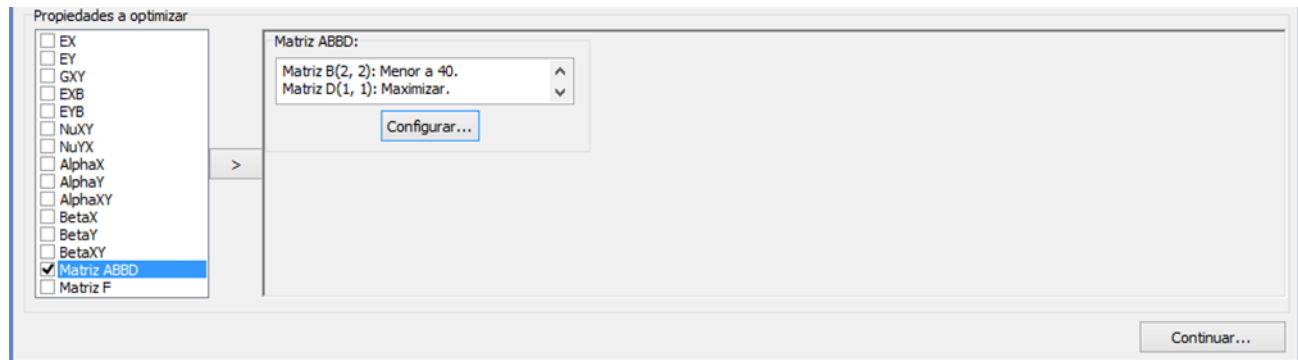 Propiedades a optimizar
EX
EY
GXY
EXB
EYB
NuXY
NuYX
AlphaX
AlphaY
AlphaXY
BetaX
BetaY
BetaXY
Matriz ABBD
Matriz F
>
Matriz ABBD:
Matriz B(2, 2): Menor a 40.
Matriz D(1, 1): Maximizar.
Configurar...
Continuar...